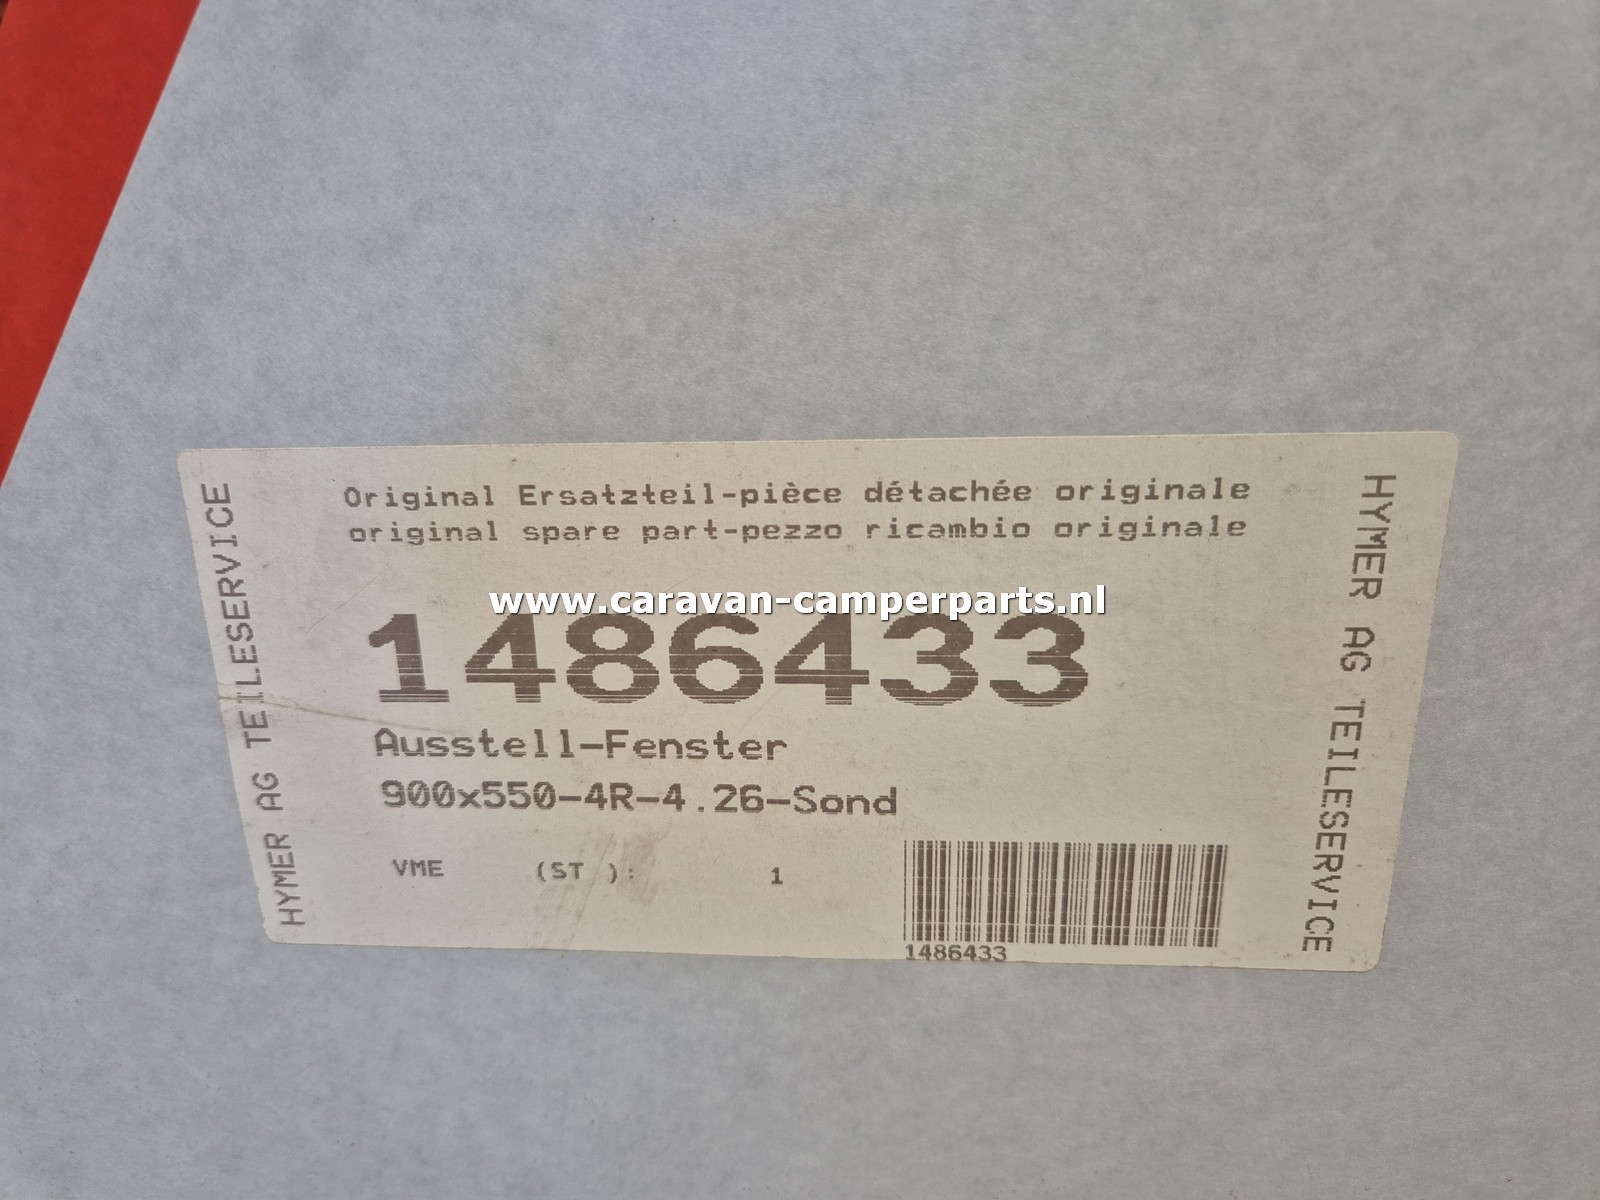 Original Ersatzteil-pièce détachée originale
original spare part-pezzo ricambio originale
www.caravan-camperparts.nl
1486433
Ausstell-Fenster
900x550-4R-4.26-Sond
VME (ST ): 1
1486433
HYMER AG TEILESERVICE
HYMER AG TEILESERVICE